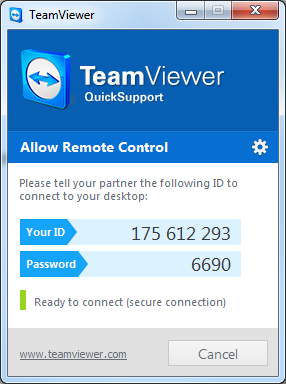 TeamViewer
TeamViewer
QuickSupport
Allow Remote Control
Please tell your partner the following ID to
connect to your desktop:
Your ID 175 612 293
Password 6690
Ready to connect (secure connection)
www.teamviewer.com Cancel